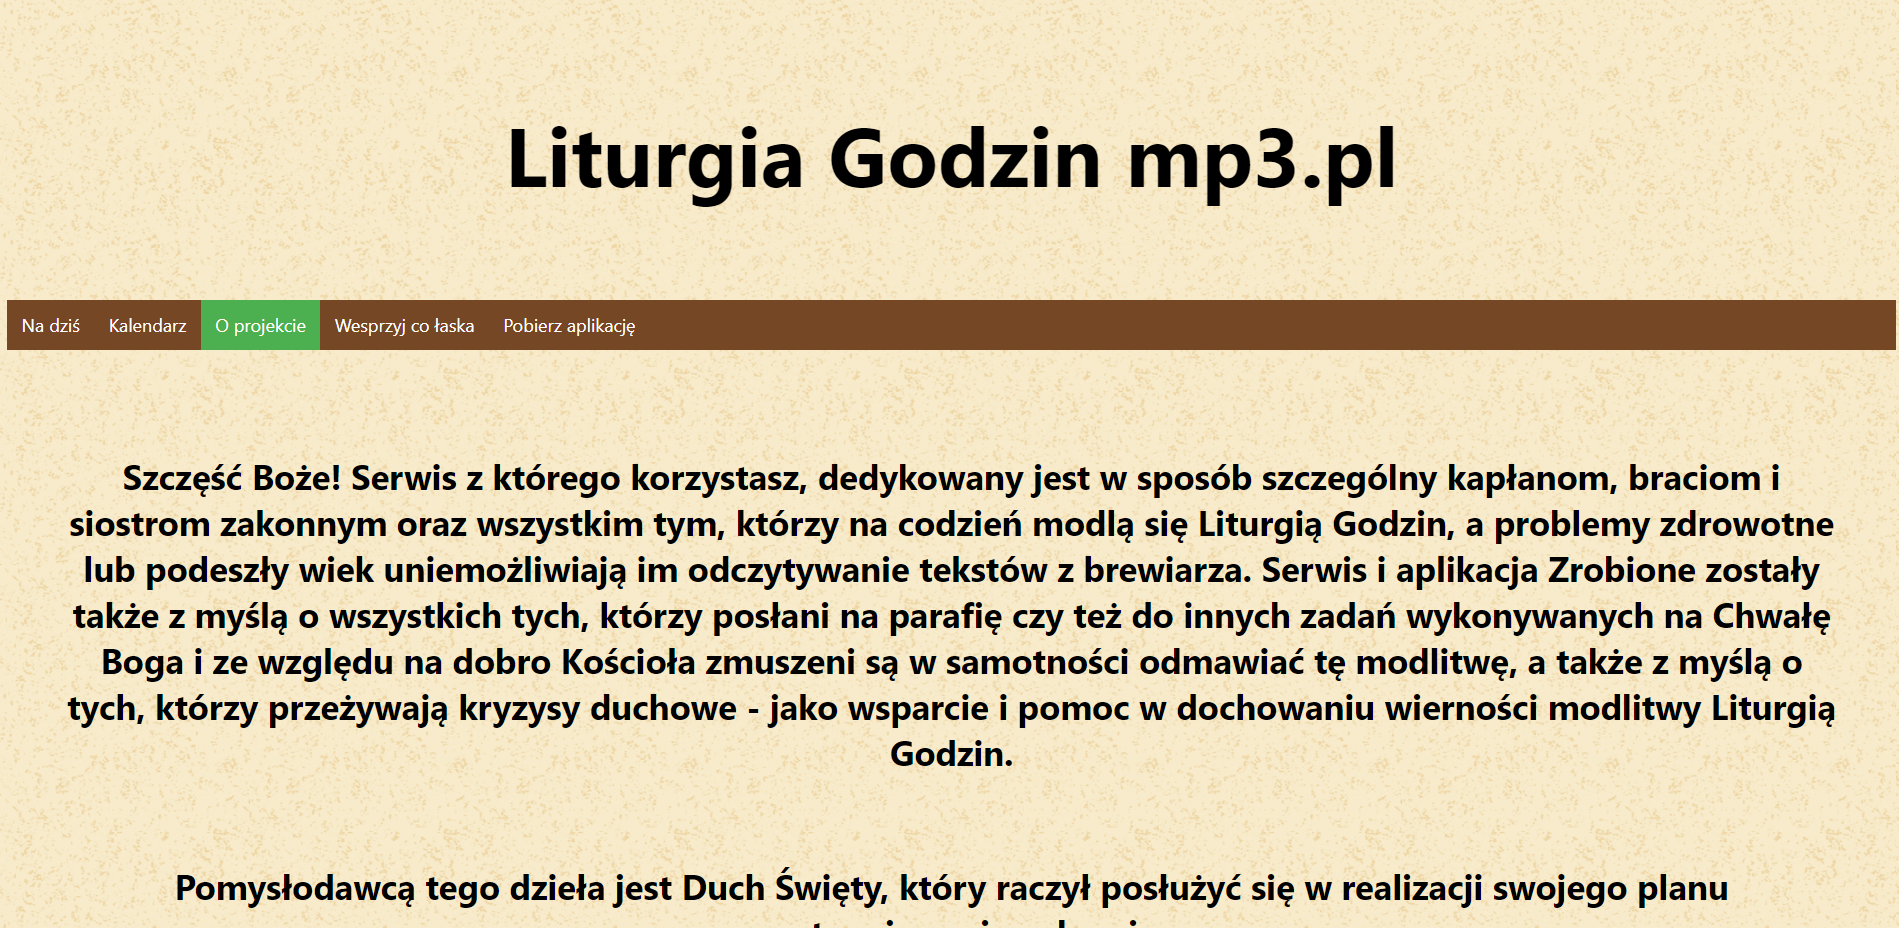 Liturgia Godzin mp3.pl
Na dziś Kalendarz O projekcie Wesprzyj co łaska Pobierz aplikację
Szczęść Boże! Serwis z którego korzystasz, dedykowany jest w sposób szczególny kapłanom, braciom i
siostrom zakonnym oraz wszystkim tym, którzy na codzień modlą się Liturgią Godzin, a problemy zdrowotne
lub podeszły wiek uniemożliwiają im odczytywanie tekstów z brewiarza. Serwis i aplikacja Zrobione zostały
także z myślą o wszystkich tych, którzy posłani na parafię czy też do innych zadań wykonywanych na Chwałę
Boga i ze względu na dobro Kościoła zmuszeni są w samotności odmawiać tę modlitwę, a także z myślą o
tych, którzy przeżywają kryzysy duchowe - jako wsparcie i pomoc w dochowaniu wierności modlitwy Liturgią
Godzin.
Pomysłodawcą tego dzieła jest Duch Święty, który raczył posłużyć się w realizacji swojego planu